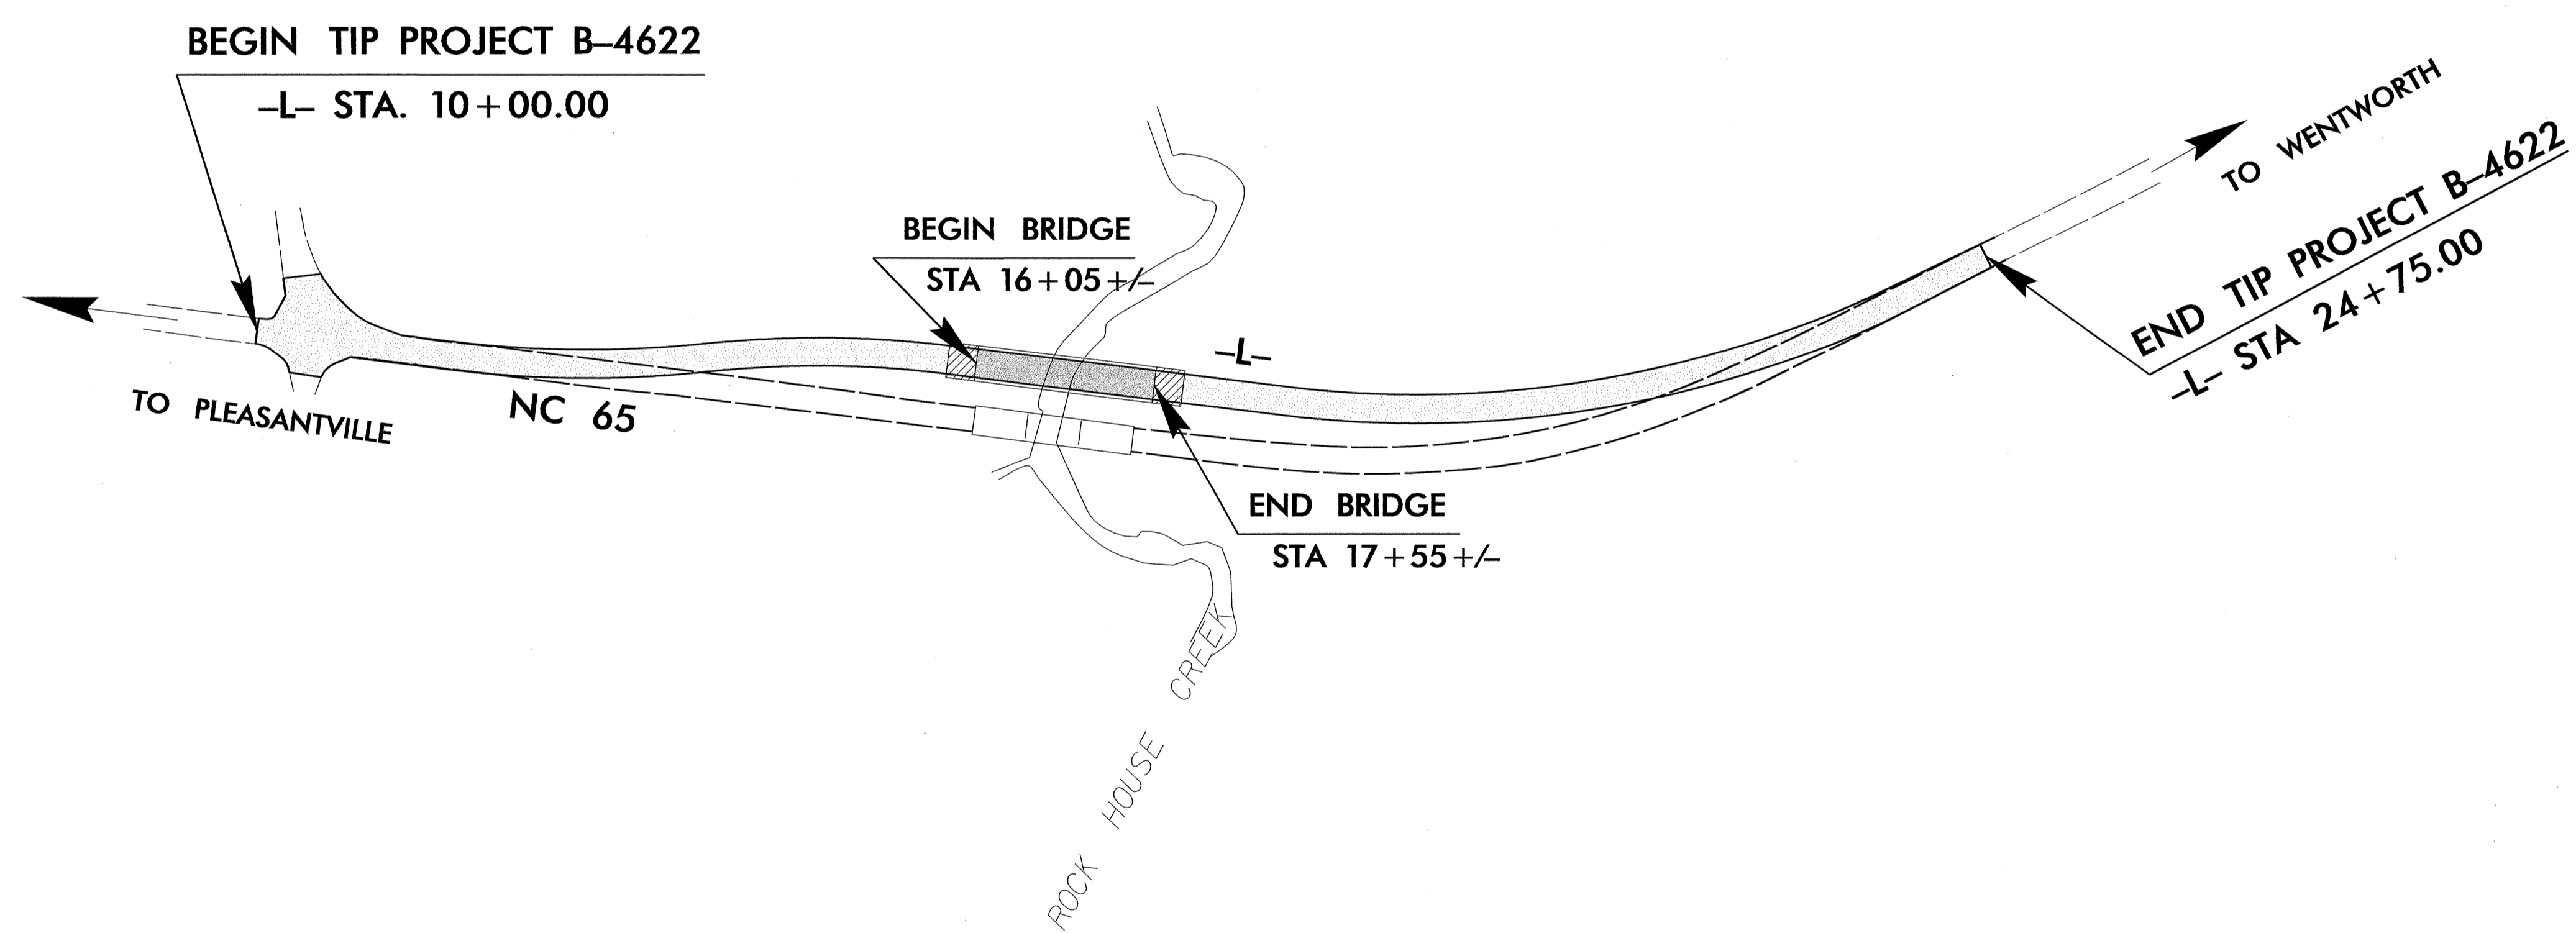 BEGIN TIP PROJECT B–4622
–L– STA. 10+00.00
TO WENTWORTH
END TIP PROJECT B–4622
–L– STA 24+75.00
BEGIN BRIDGE
STA 16+05+/–
–L–
TO PLEASANTVILLE
NC 65
END BRIDGE
STA 17+55+/–
ROCK HOUSE CREEK